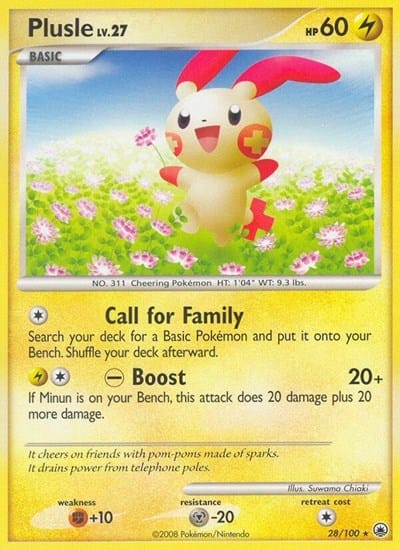 Plusle LV.27 HP 60
BASIC
NO. 311 Cheering Pokémon HT: 1'04" WT: 9.3 lbs.
Call for Family
Search your deck for a Basic Pokémon and put it onto your
Bench. Shuffle your deck afterward.
⊖ Boost 20+
If Minun is on your Bench, this attack does 20 damage plus 20
more damage.
It cheers on friends with pom-poms made of sparks.
It drains power from telephone poles.
Illus. Suwama Chiaki
weakness resistance retreat cost
+10 -20
28/100 ★
©2008 Pokémon/Nintendo